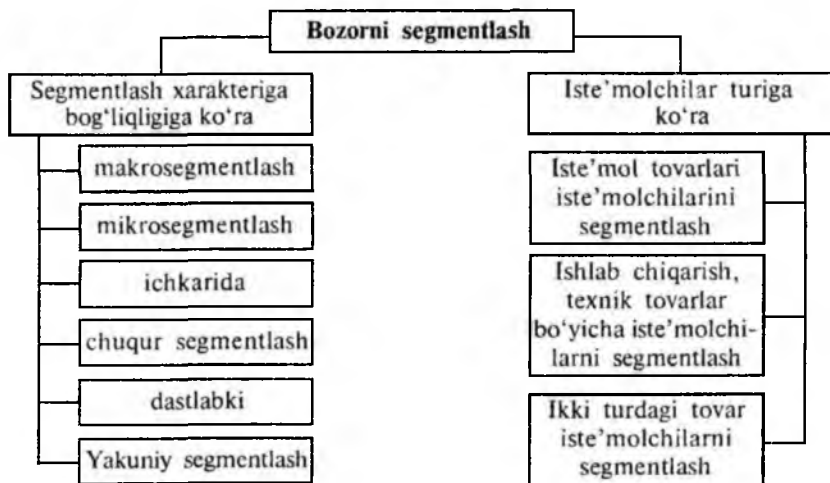 Bozorni segmentlash
Segmentlash xarakteriga
bog‘liqligiga ko‘ra
makrosegmentlash
mikrosegmentlash
ichkarida
chuqur segmentlash
dastlabki
Yakuniy segmentlash
Iste’molchilar turiga
ko‘ra
Iste’mol tovarlari
iste’molchilarini
segmentlash
Ishlab chiqarish,
texnik tovarlar
bo‘yicha iste’molchi-
larni segmentlash
Ikki turdagi tovar
iste’molchilarni
segmentlash